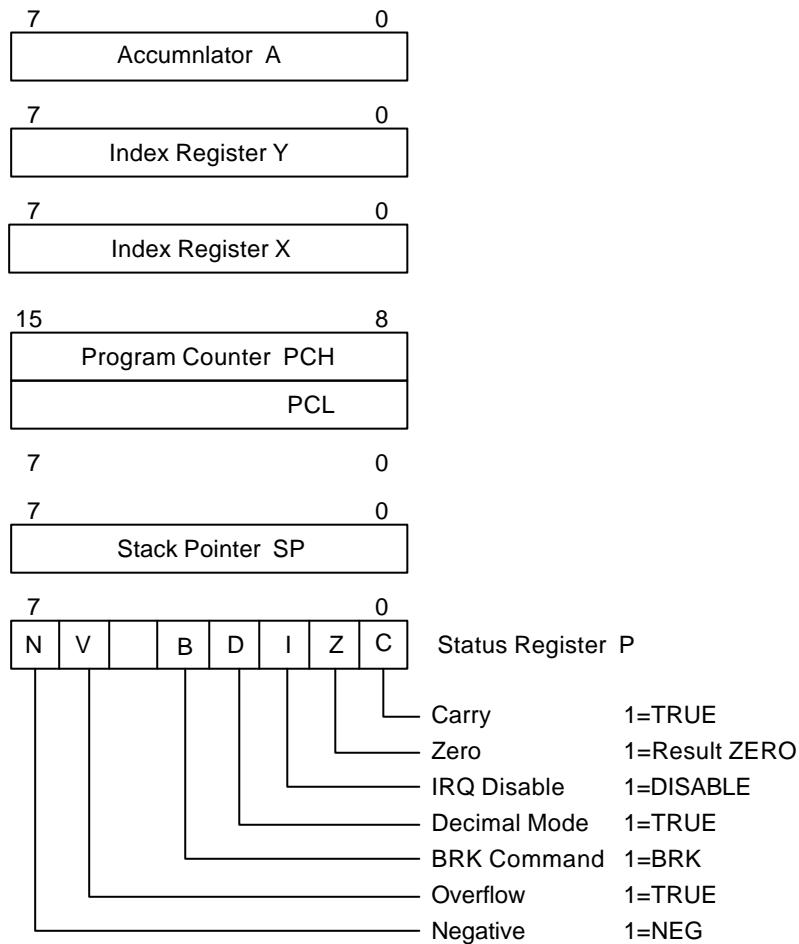 7 0
Accumnlator A
7 0
Index Register Y
7 0
Index Register X
15 8
Program Counter PCH
PCL
7 0
7 0
Stack Pointer SP
7 0
N V B D I Z C Status Register P
Carry 1=TRUE
Zero 1=Result ZERO
IRQ Disable 1=DISABLE
Decimal Mode 1=TRUE
BRK Command 1=BRK
Overflow 1=TRUE
Negative 1=NEG